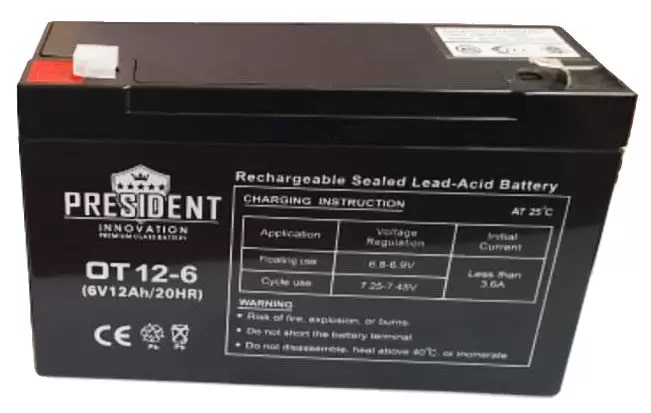 PRESIDENT
INNOVATION
PREMIUM CLASS BATTERY
OT 12-6
(6V12Ah/20HR)
CE
Pb Pb
Rechargeable Sealed Lead-Acid Battery
CHARGING INSTRUCTION AT 25°C
Application Voltage Regulation Initial Current
Floating use 6.8-6.9V Less than 3.6A
Cycle use 7.25-7.45V
WARNING
• Risk of fire, explosion, or burns.
• Do not short the battery terminal
• Do not disassemble, heat above 40°C, or incinerate